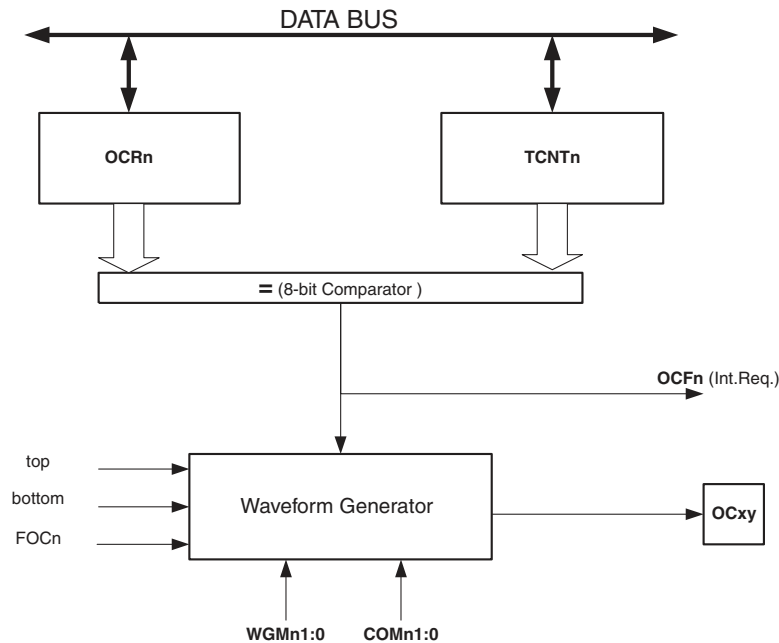 DATA BUS
OCRn
TCNTn
= (8-bit Comparator )
OCFn (Int.Req.)
top
bottom
FOCn
Waveform Generator
OCxy
WGMn1:0
COMn1:0